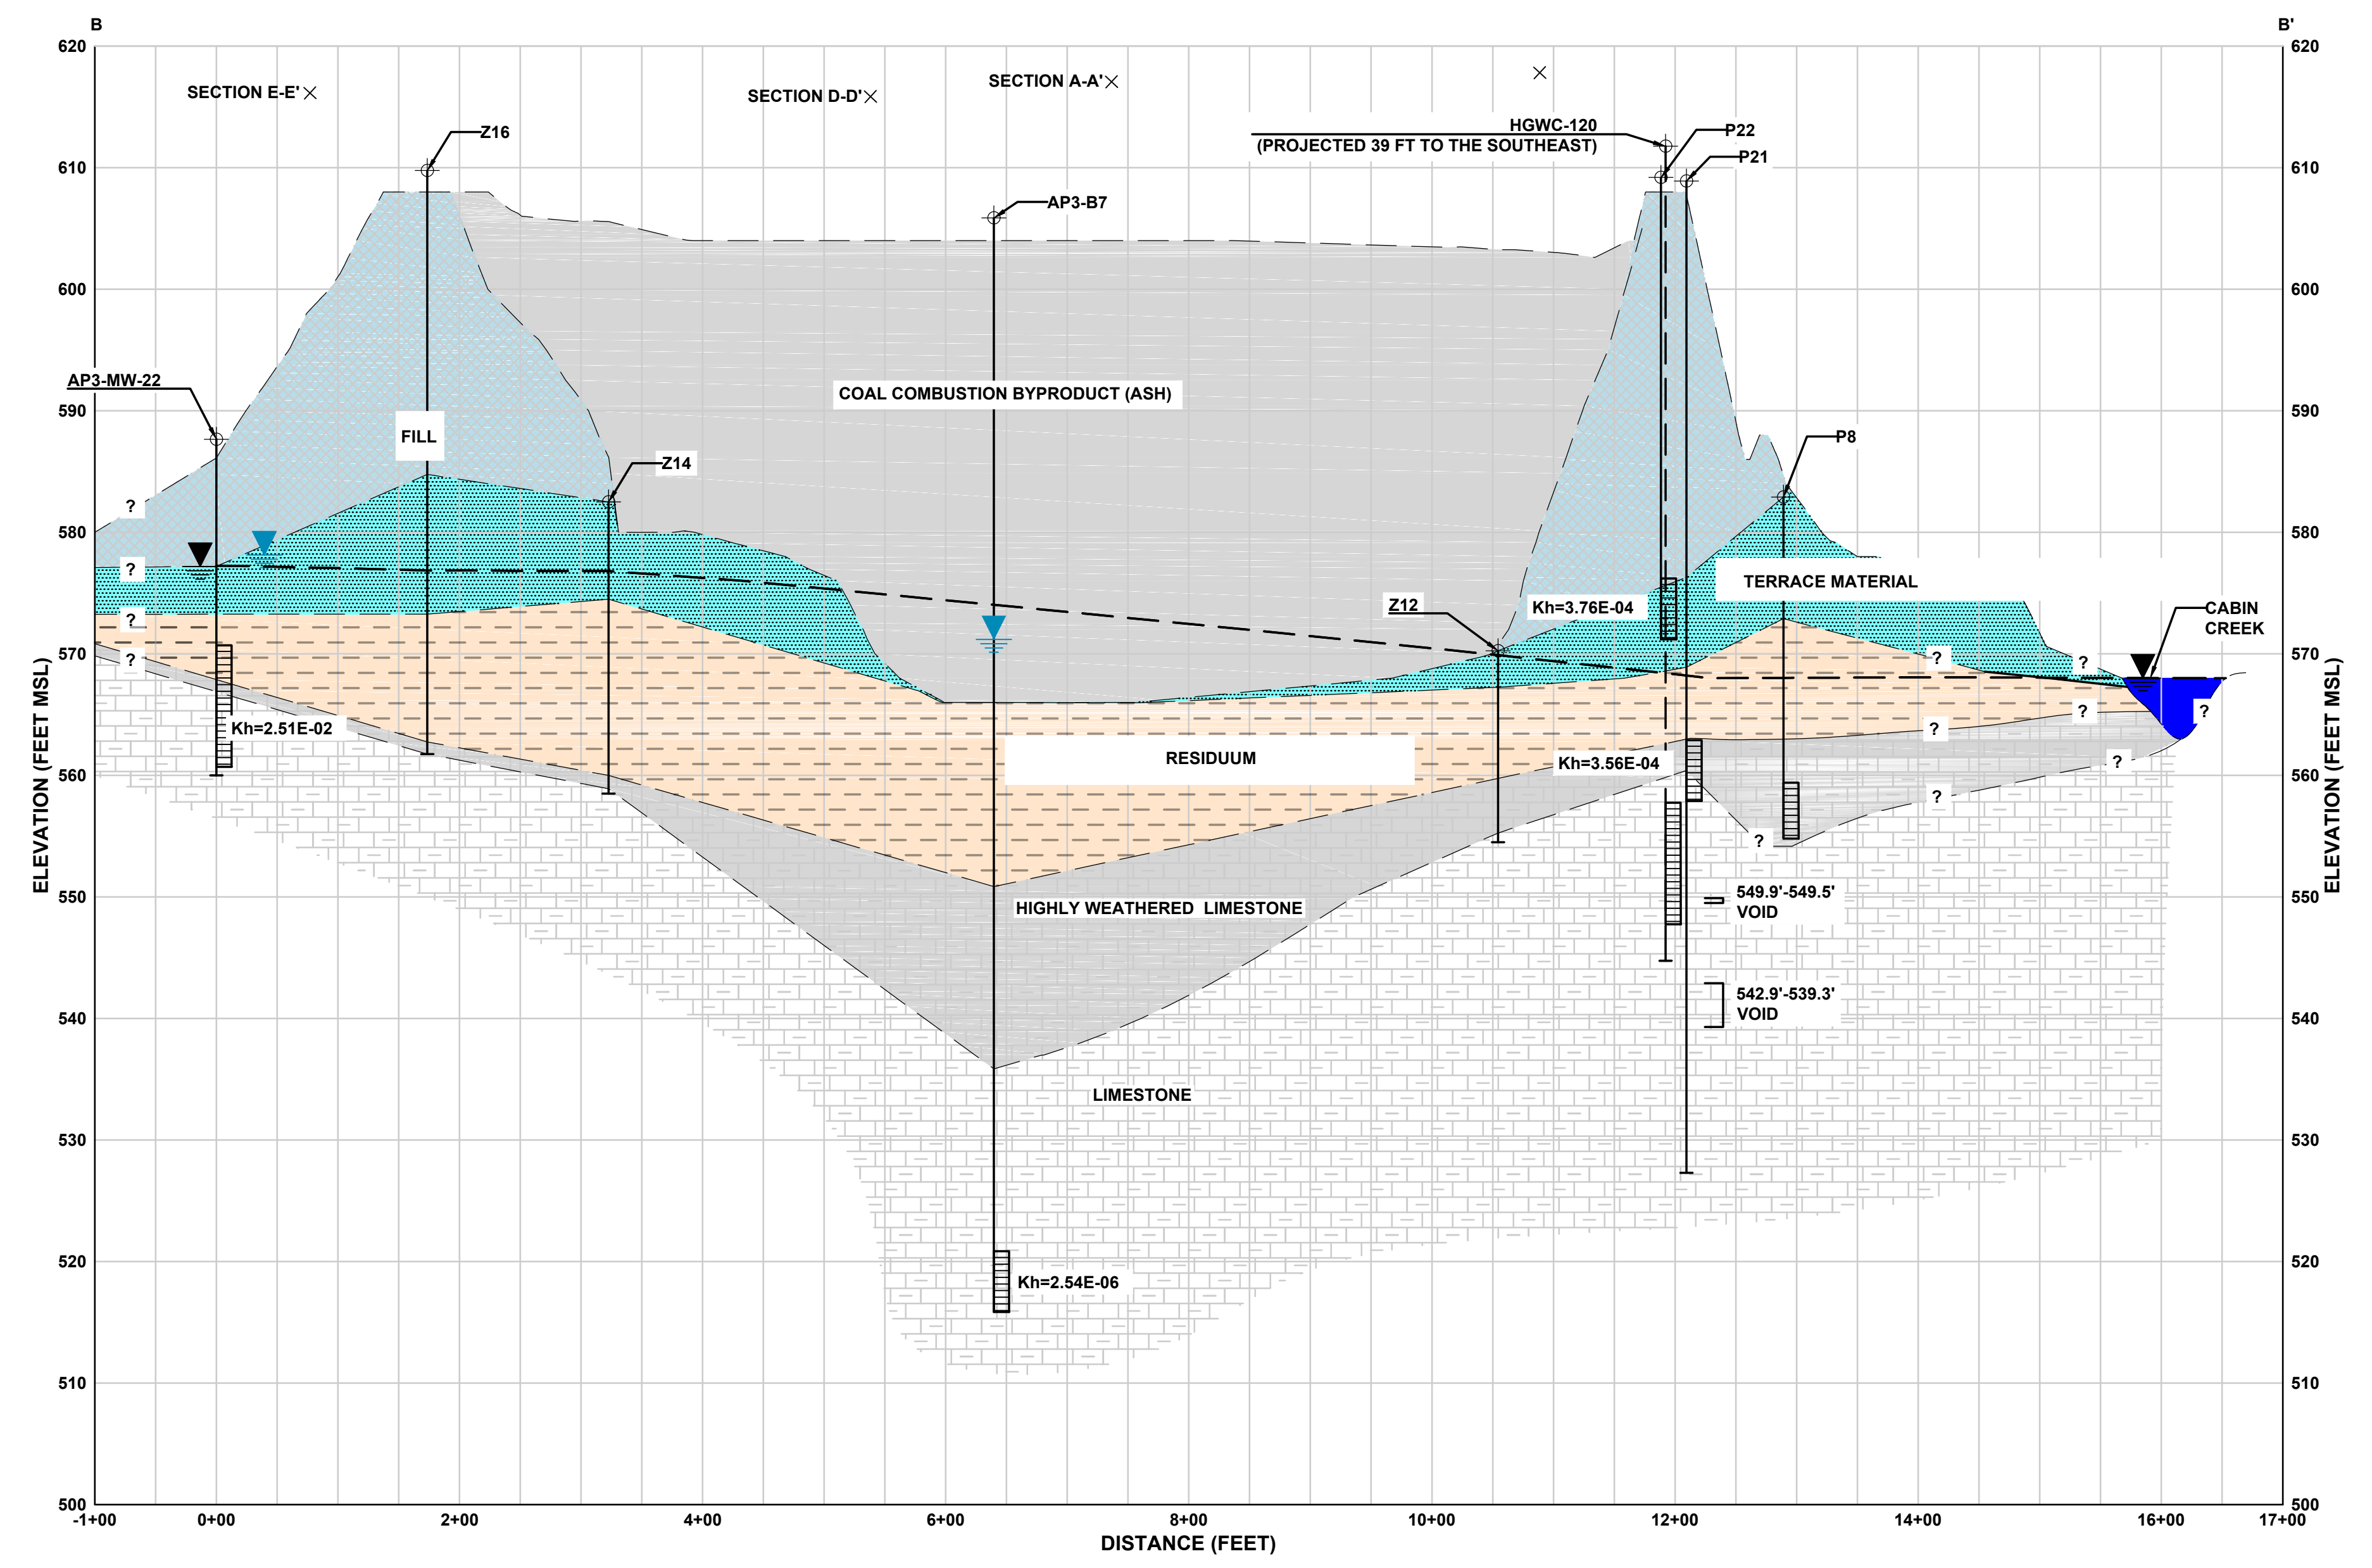 B
B'
620
620
SECTION E-E'
SECTION D-D'
SECTION A-A'
Z16
HGWC-120
(PROJECTED 39 FT TO THE SOUTHEAST)
P22
P21
610
610
AP3-B7
600
600
AP3-MW-22
COAL COMBUSTION BYPRODUCT (ASH)
590
590
FILL
P8
Z14
?
580
580
?
TERRACE MATERIAL
Z12
Kh=3.76E-04
CABIN
CREEK
?
570
570
?
?
?
?
?
?
Kh=2.51E-02
?
RESIDUUM
Kh=3.56E-04
?
560
560
?
?
549.9'-549.5'
VOID
550
550
HIGHLY WEATHERED LIMESTONE
542.9'-539.3'
VOID
540
540
LIMESTONE
530
530
520
520
Kh=2.54E-06
510
510
500
500
ELEVATION (FEET MSL)
ELEVATION (FEET MSL)
-1+00
0+00
2+00
4+00
6+00
8+00
10+00
12+00
14+00
16+00
17+00
DISTANCE (FEET)